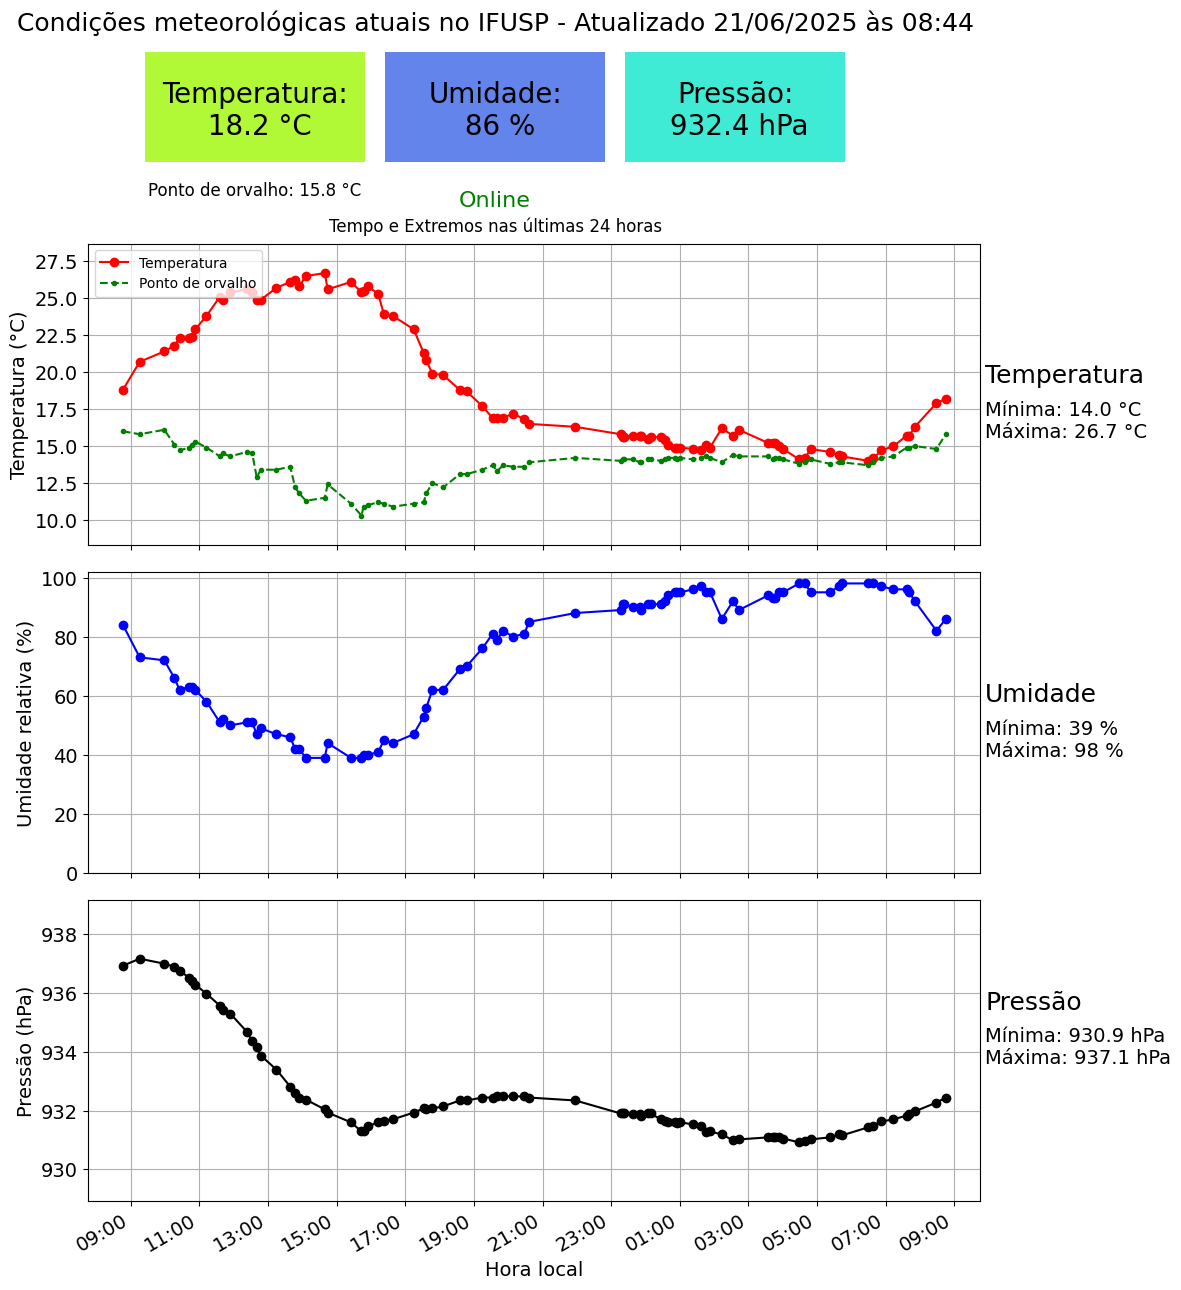 Condições meteorológicas atuais no IFUSP - Atualizado 21/06/2025 às 08:44
Temperatura:
18.2 °C
Umidade:
86 %
Pressão:
932.4 hPa
Ponto de orvalho: 15.8 °C
Online
Tempo e Extremos nas últimas 24 horas
Temperatura
Ponto de orvalho
Temperatura (°C)
27.5
25.0
22.5
20.0
17.5
15.0
12.5
10.0
Temperatura
Mínima: 14.0 °C
Máxima: 26.7 °C
Umidade relativa (%)
100
80
60
40
20
0
Umidade
Mínima: 39 %
Máxima: 98 %
Pressão (hPa)
938
936
934
932
930
Pressão
Mínima: 930.9 hPa
Máxima: 937.1 hPa
09:00 11:00 13:00 15:00 17:00 19:00 21:00 23:00 01:00 03:00 05:00 07:00 09:00
Hora local